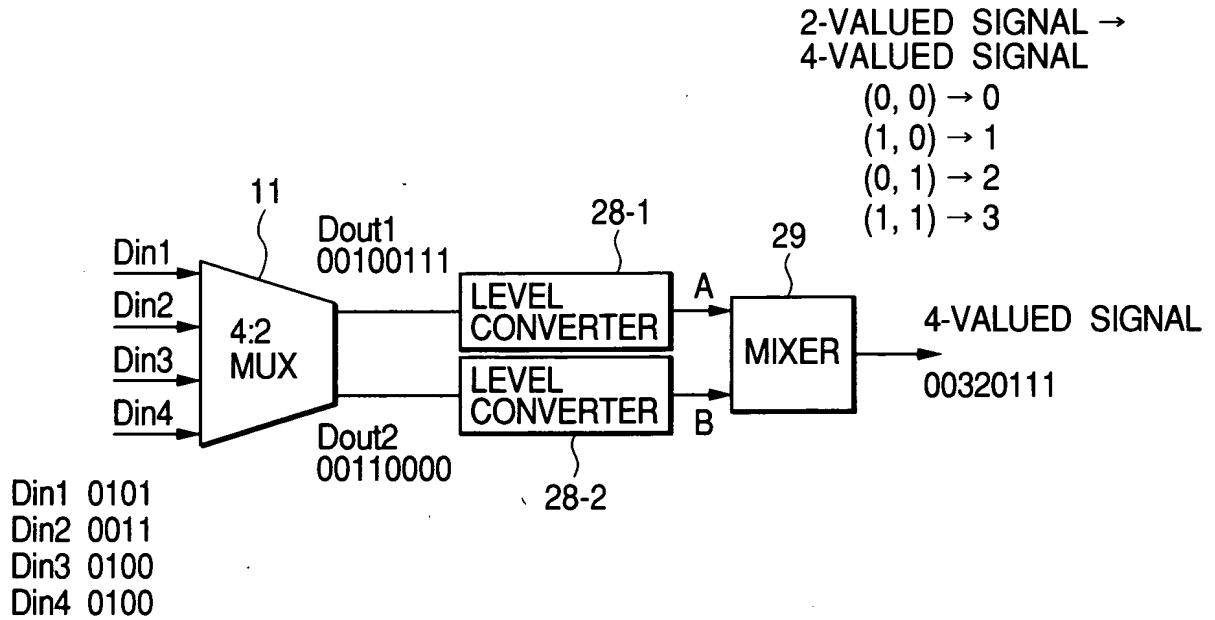 2-VALUED SIGNAL →
4-VALUED SIGNAL
(0, 0) → 0
(1, 0) → 1
(0, 1) → 2
(1, 1) → 3
11
Dout1
00100111
28-1
29
Din1
Din2
Din3
Din4
4:2
MUX
LEVEL
CONVERTER
A
LEVEL
CONVERTER
B
MIXER
4-VALUED SIGNAL
00320111
Dout2
00110000
28-2
Din1 0101
Din2 0011
Din3 0100
Din4 0100